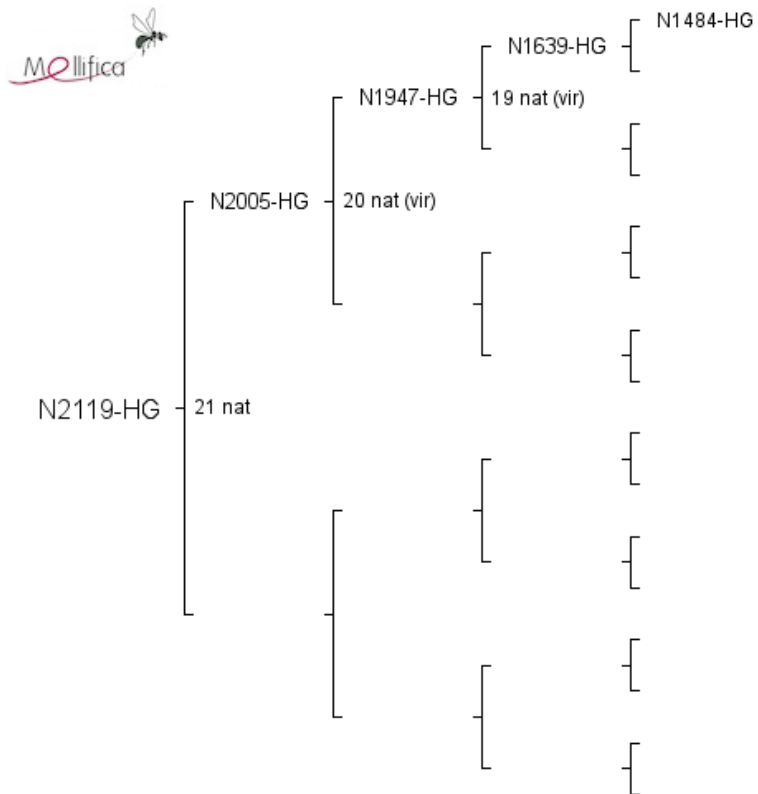 Mellifica
N1484-HG
N1639-HG
N1947-HG
19 nat (vir)
N2005-HG
20 nat (vir)
N2119-HG
21 nat